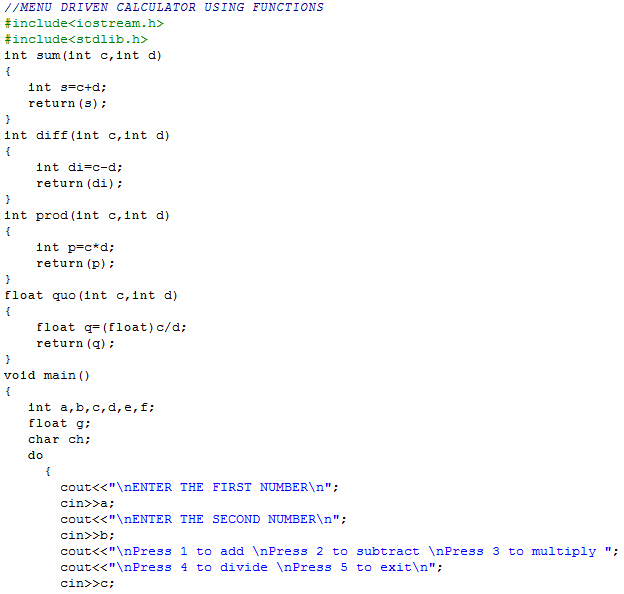 //MENU DRIVEN CALCULATOR USING FUNCTIONS
#include<iostream.h>
#include<stdlib.h>
int sum(int c,int d)
{
   int s=c+d;
   return(s);
}
int diff(int c,int d)
{
    int di=c-d;
    return(di);
}
int prod(int c,int d)
{
    int p=c*d;
    return(p);
}
float quo(int c,int d)
{
    float q=(float)c/d;
    return(q);
}
void main()
{
   int a,b,c,d,e,f;
   float g;
   char ch;
   do
     {
       cout<<"\nENTER THE FIRST NUMBER\n";
       cin>>a;
       cout<<"\nENTER THE SECOND NUMBER\n";
       cin>>b;
       cout<<"\nPress 1 to add \nPress 2 to subtract \nPress 3 to multiply ";
       cout<<"\nPress 4 to divide \nPress 5 to exit\n";
       cin>>c;